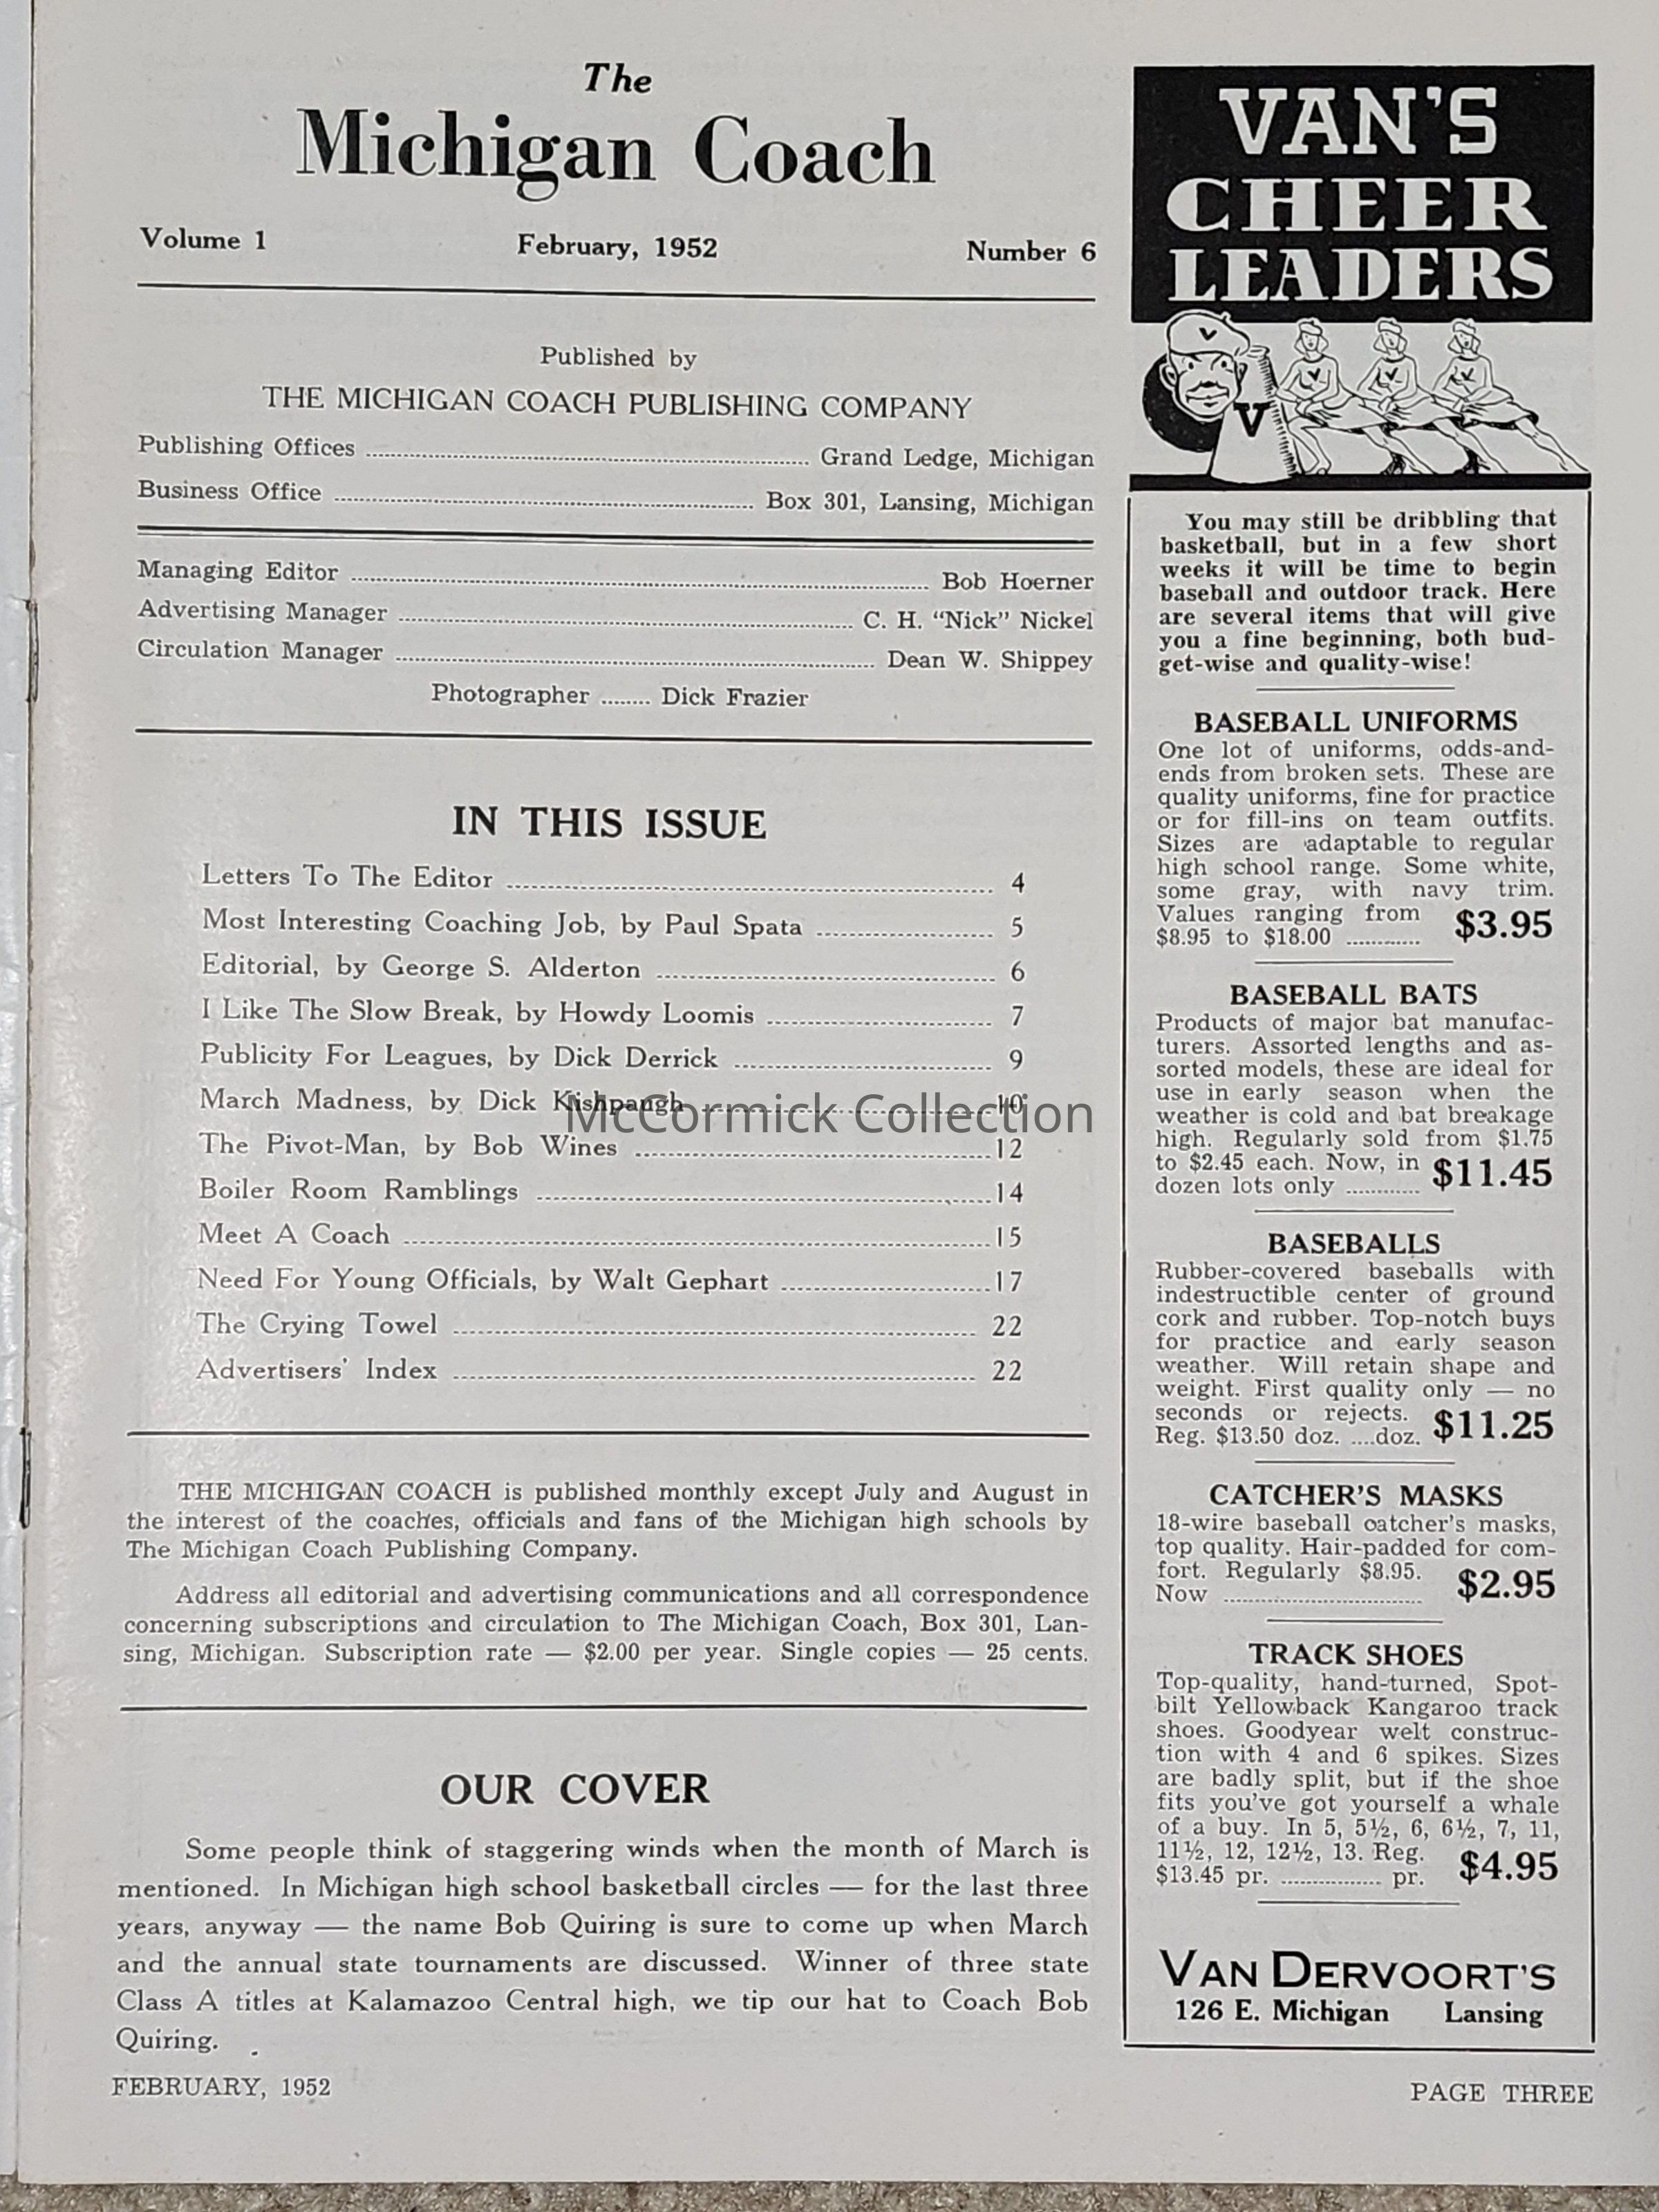 The
Michigan Coach
Volume 1 February, 1952 Number 6
Published by
THE MICHIGAN COACH PUBLISHING COMPANY
Publishing Offices ........ Grand Ledge, Michigan
Business Office ........ Box 301, Lansing, Michigan
Managing Editor ........ Bob Hoerner
Advertising Manager ........ C. H. “Nick” Nickel
Circulation Manager ........ Dean W. Shippey
Photographer ........ Dick Frazier
IN THIS ISSUE
Letters To The Editor ........ 4
Most Interesting Coaching Job, by Paul Spata ........ 5
Editorial, by George S. Alderton ........ 6
I Like The Slow Break, by Howdy Loomis ........ 7
Publicity For Leagues, by Dick Derrick ........ 9
March Madness, by Dick Kishpaugh ........ 10
McCormick Collection
The Pivot-Man, by Bob Wines ........ 12
Boiler Room Ramblings ........ 14
Meet A Coach ........ 15
Need For Young Officials, by Walt Gephart ........ 17
The Crying Towel ........ 22
Advertisers' Index ........ 22
THE MICHIGAN COACH is published monthly except July and August in
the interest of the coaches, officials and fans of the Michigan high schools by
The Michigan Coach Publishing Company.
Address all editorial and advertising communications and all correspondence
concerning subscriptions and circulation to The Michigan Coach, Box 301, Lan-
sing, Michigan. Subscription rate — $2.00 per year. Single copies — 25 cents.
OUR COVER
Some people think of staggering winds when the month of March is
mentioned. In Michigan high school basketball circles — for the last three
years, anyway — the name Bob Quiring is sure to come up when March
and the annual state tournaments are discussed. Winner of three state
Class A titles at Kalamazoo Central high, we tip our hat to Coach Bob
Quiring.
FEBRUARY, 1952
VAN'S
CHEER
LEADERS
V
V
V
V
V
You may still be dribbling that
basketball, but in a few short
weeks it will be time to begin
baseball and outdoor track. Here
are several items that will give
you a fine beginning, both bud-
get-wise and quality-wise!
BASEBALL UNIFORMS
One lot of uniforms, odds-and-
ends from broken sets. These are
quality uniforms, fine for practice
or for fill-ins on team outfits.
Sizes are adaptable to regular
high school range. Some white,
some gray, with navy trim.
Values ranging from
$8.95 to $18.00 ............ $3.95
BASEBALL BATS
Products of major bat manufac-
turers. Assorted lengths and as-
sorted models, these are ideal for
use in early season when the
weather is cold and bat breakage
high. Regularly sold from $1.75
to $2.45 each. Now, in
dozen lots only ............ $11.45
BASEBALLS
Rubber-covered baseballs with
indestructible center of ground
cork and rubber. Top-notch buys
for practice and early season
weather. Will retain shape and
weight. First quality only — no
seconds or rejects.
Reg. $13.50 doz. ....doz. $11.25
CATCHER'S MASKS
18-wire baseball catcher's masks,
top quality. Hair-padded for com-
fort. Regularly $8.95.
Now ........ $2.95
TRACK SHOES
Top-quality, hand-turned, Spot-
bilt Yellowback Kangaroo track
shoes. Goodyear welt construc-
tion with 4 and 6 spikes. Sizes
are badly split, but if the shoe
fits you've got yourself a whale
of a buy. In 5, 5½, 6, 6½, 7, 11,
11½, 12, 12½, 13. Reg.
$13.45 pr. ........ pr. $4.95
VAN DERVOORT'S
126 E. Michigan Lansing
PAGE THREE